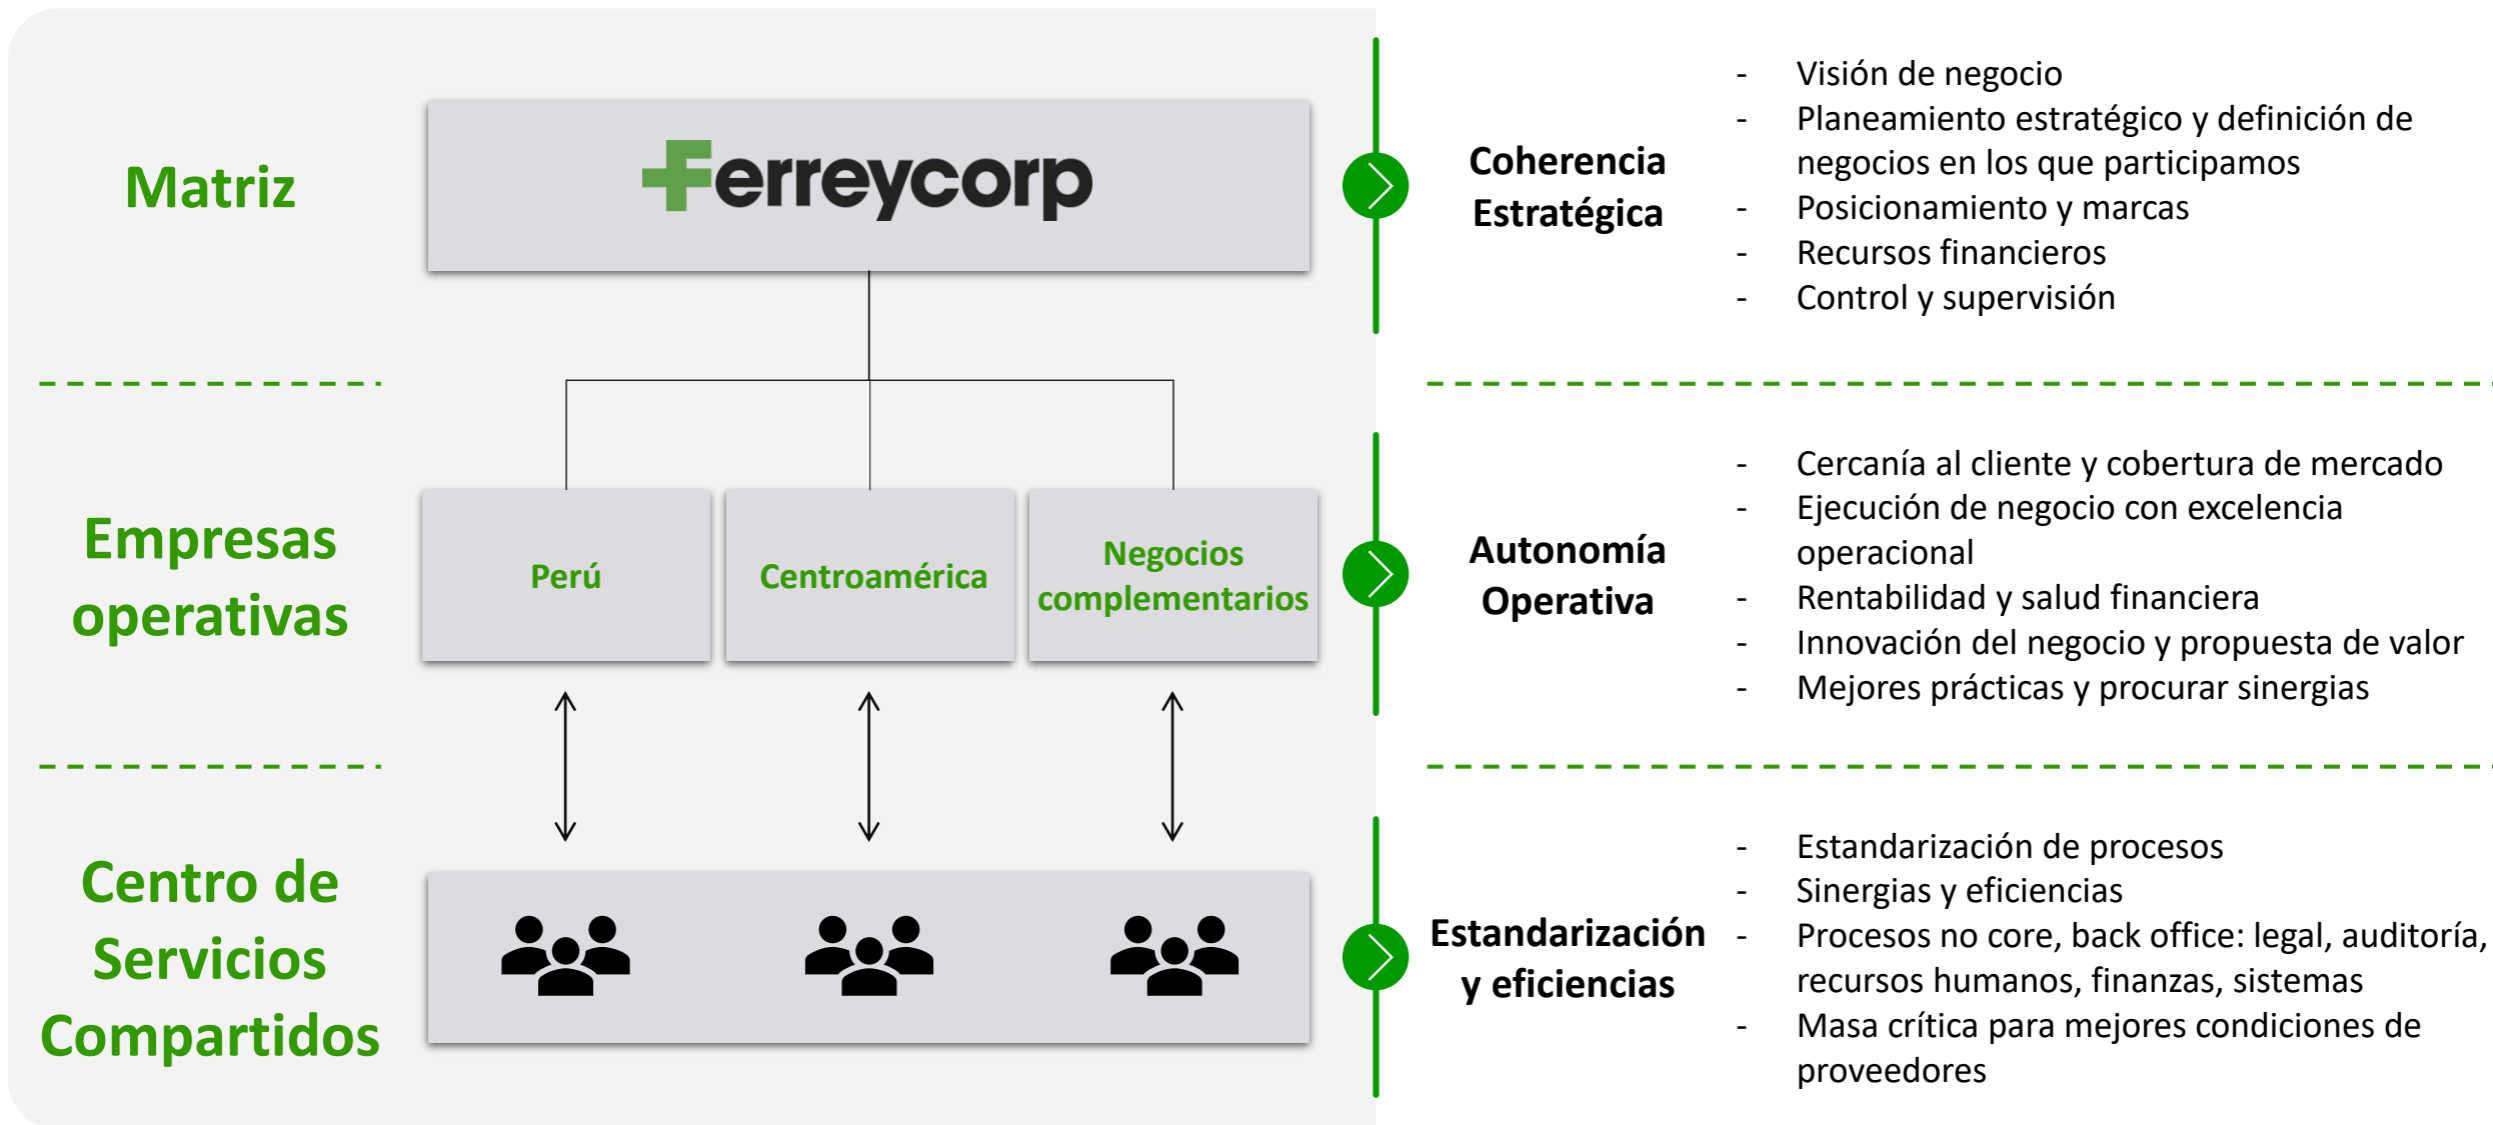 Matriz
Ferreycorp
Coherencia
Estratégica
- Visión de negocio
- Planeamiento estratégico y definición de
negocios en los que participamos
- Posicionamiento y marcas
- Recursos financieros
- Control y supervisión
Empresas
operativas
Perú
Centroamérica
Negocios
complementarios
Autonomía
Operativa
- Cercanía al cliente y cobertura de mercado
- Ejecución de negocio con excelencia
operacional
- Rentabilidad y salud financiera
- Innovación del negocio y propuesta de valor
- Mejores prácticas y procurar sinergias
Centro de
Servicios
Compartidos
Estandarización
y eficiencias
- Estandarización de procesos
- Sinergias y eficiencias
- Procesos no core, back office: legal, auditoría,
recursos humanos, finanzas, sistemas
- Masa crítica para mejores condiciones de
proveedores